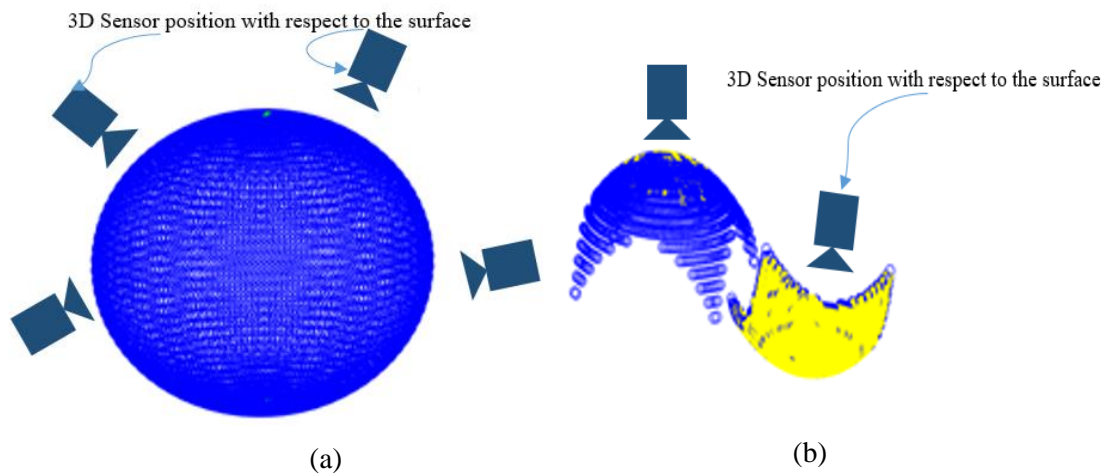 3D Sensor position with respect to the surface
3D Sensor position with respect to the surface
(a)
(b)